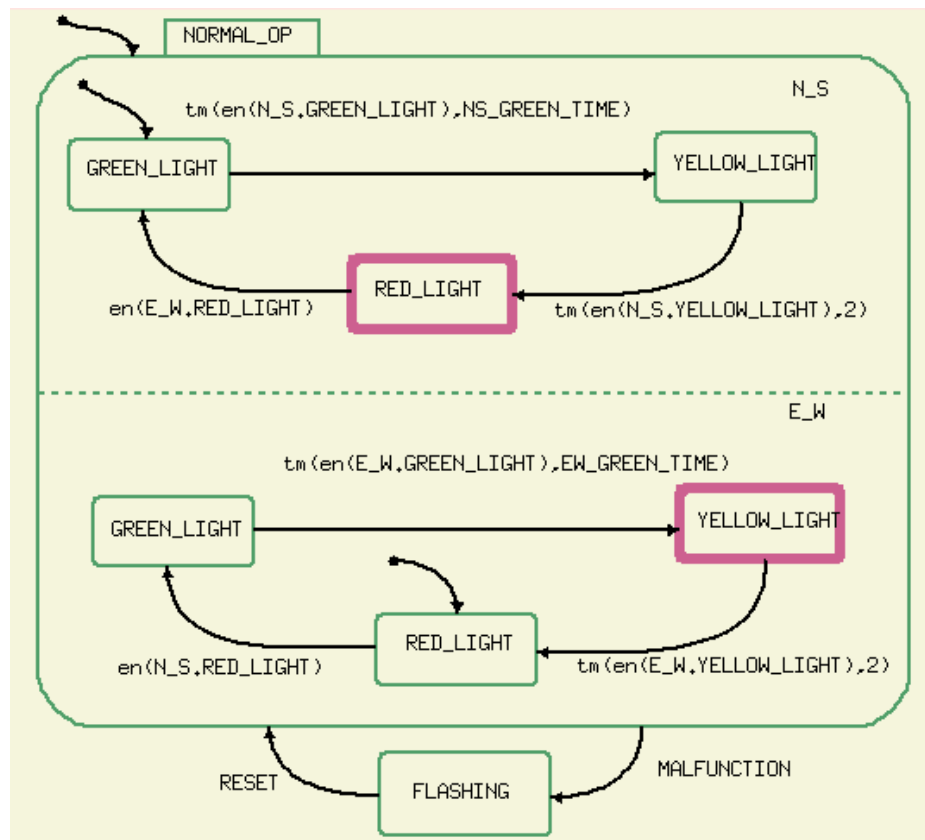 NORMAL_OP
N_S
tm(en(N_S.GREEN_LIGHT),NS_GREEN_TIME)
GREEN_LIGHT
YELLOW_LIGHT
RED_LIGHT
en(E_W.RED_LIGHT)
tm(en(N_S.YELLOW_LIGHT),2)
E_W
tm(en(E_W.GREEN_LIGHT),EW_GREEN_TIME)
GREEN_LIGHT
YELLOW_LIGHT
RED_LIGHT
en(N_S.RED_LIGHT)
tm(en(E_W.YELLOW_LIGHT),2)
RESET
FLASHING
MALFUNCTION